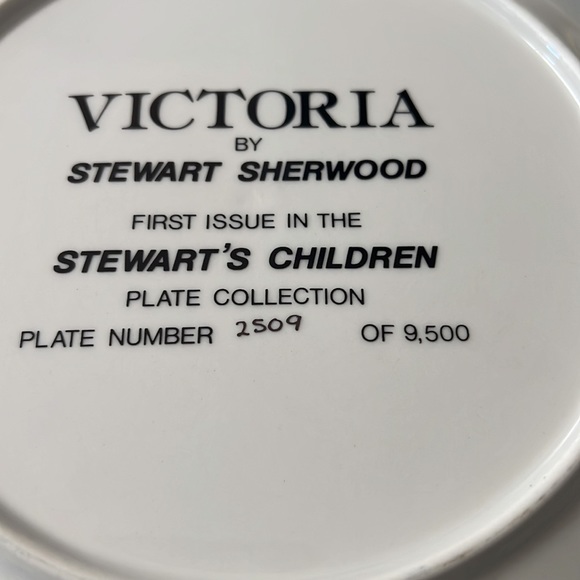 VICTORIA
BY
STEWART SHERWOOD
FIRST ISSUE IN THE
STEWART'S CHILDREN
PLATE COLLECTION
PLATE NUMBER 2509 OF 9,500